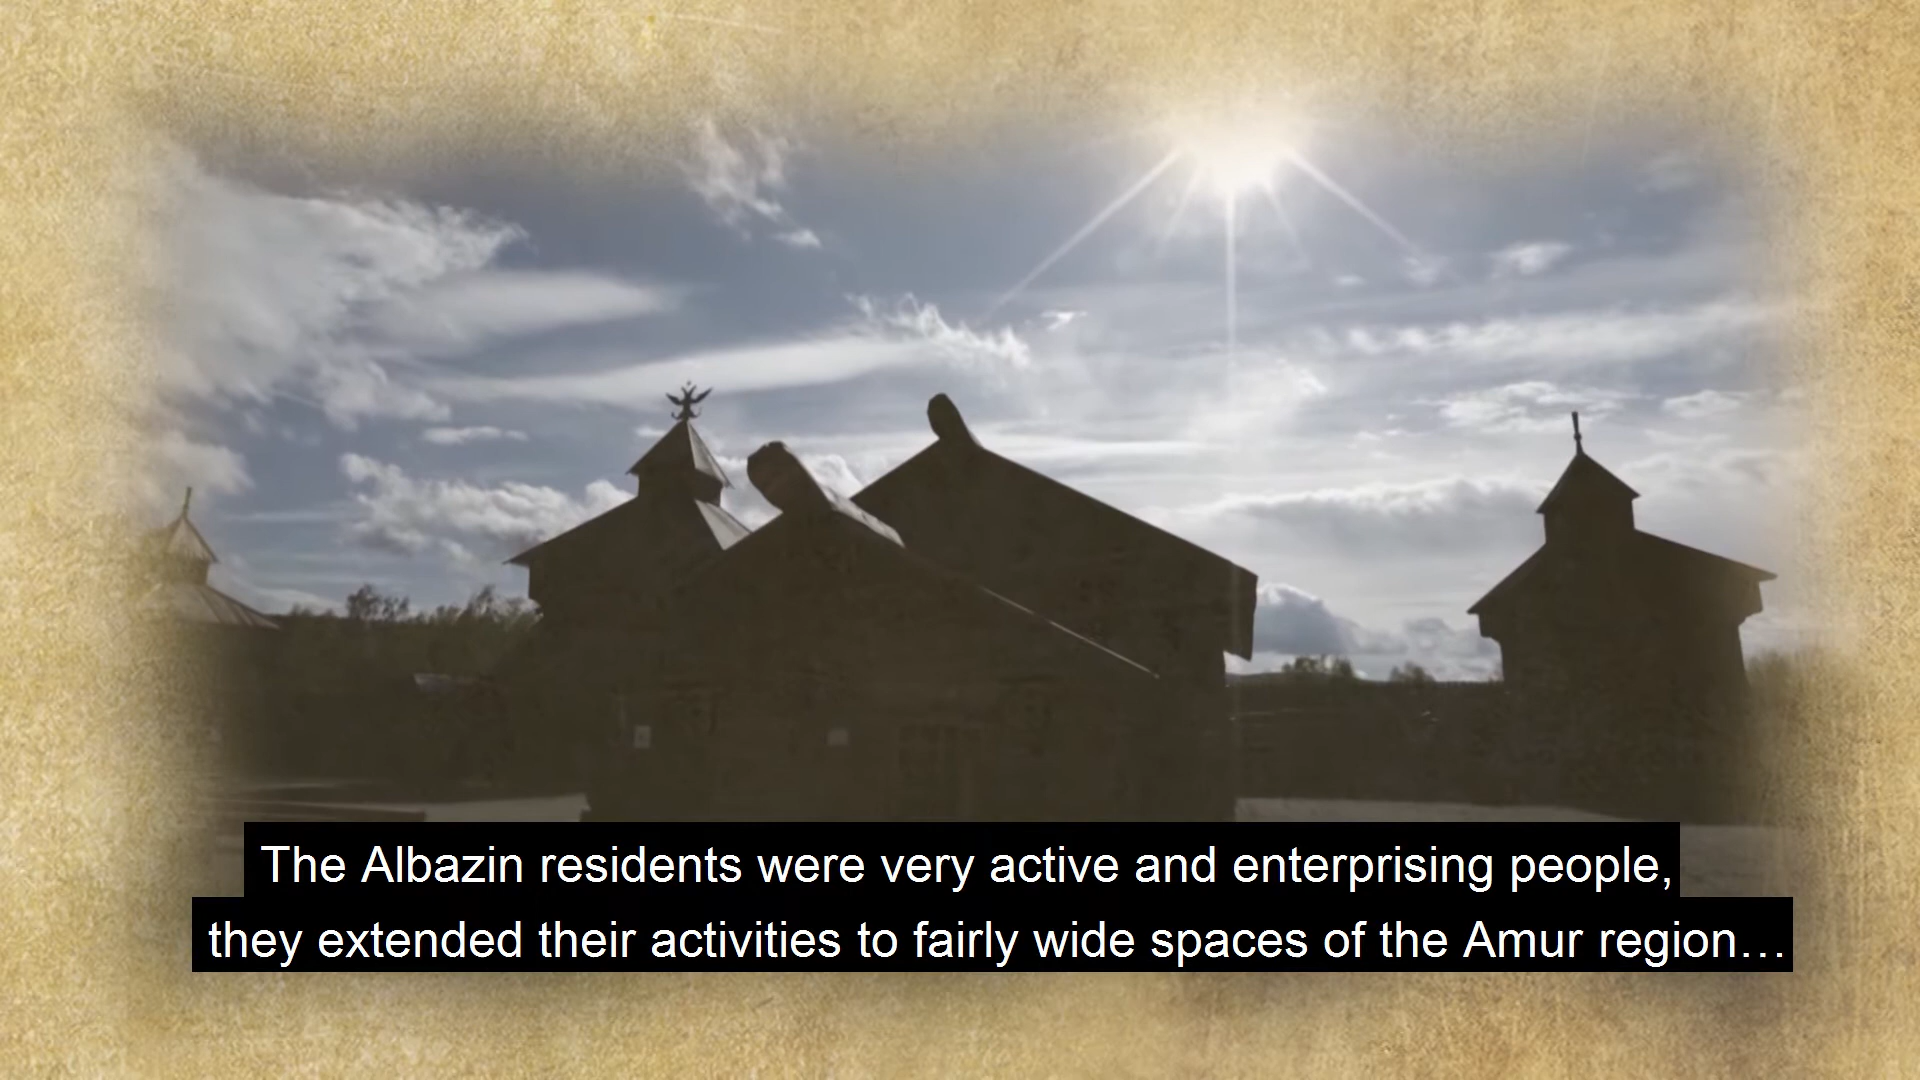 The Albazin residents were very active and enterprising people,
they extended their activities to fairly wide spaces of the Amur region…